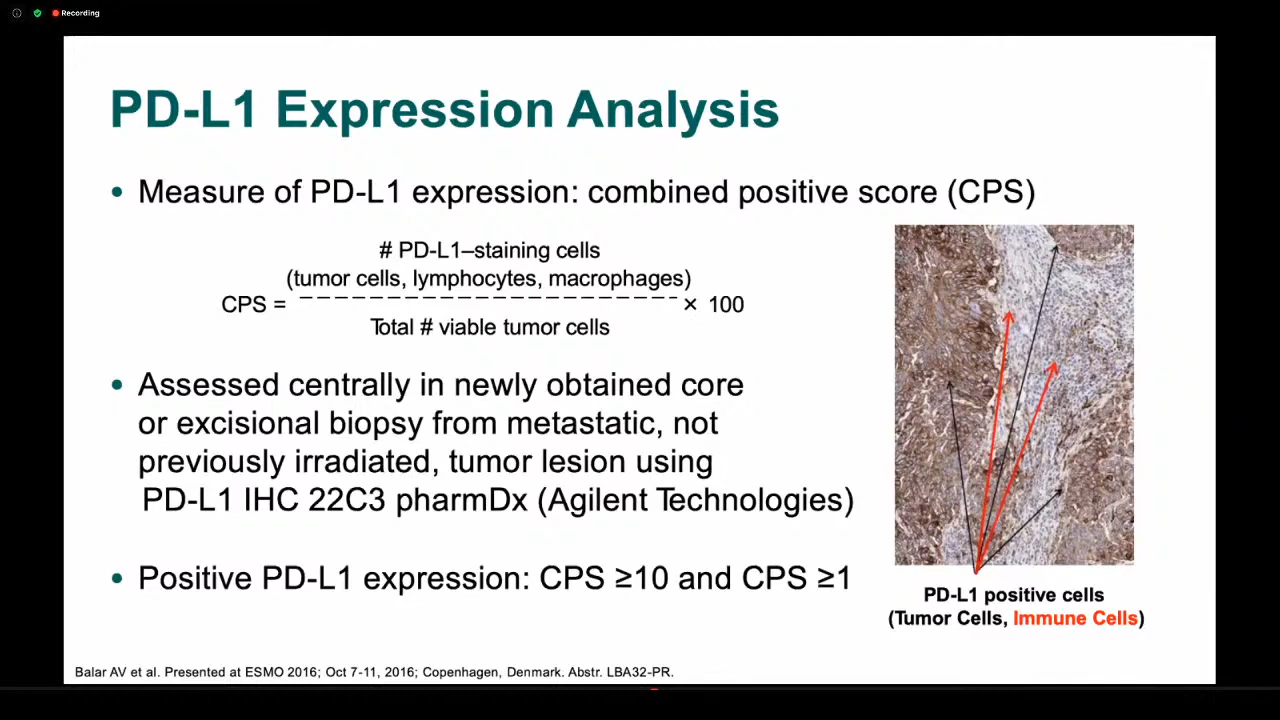 Recording
PD-L1 Expression Analysis
• Measure of PD-L1 expression: combined positive score (CPS)
# PD-L1–staining cells
(tumor cells, lymphocytes, macrophages)
CPS = × 100
Total # viable tumor cells
• Assessed centrally in newly obtained core
or excisional biopsy from metastatic, not
previously irradiated, tumor lesion using
PD-L1 IHC 22C3 pharmDx (Agilent Technologies)
• Positive PD-L1 expression: CPS ≥10 and CPS ≥1
PD-L1 positive cells
(Tumor Cells, Immune Cells)
Balar AV et al. Presented at ESMO 2016; Oct 7-11, 2016; Copenhagen, Denmark. Abstr. LBA32-PR.